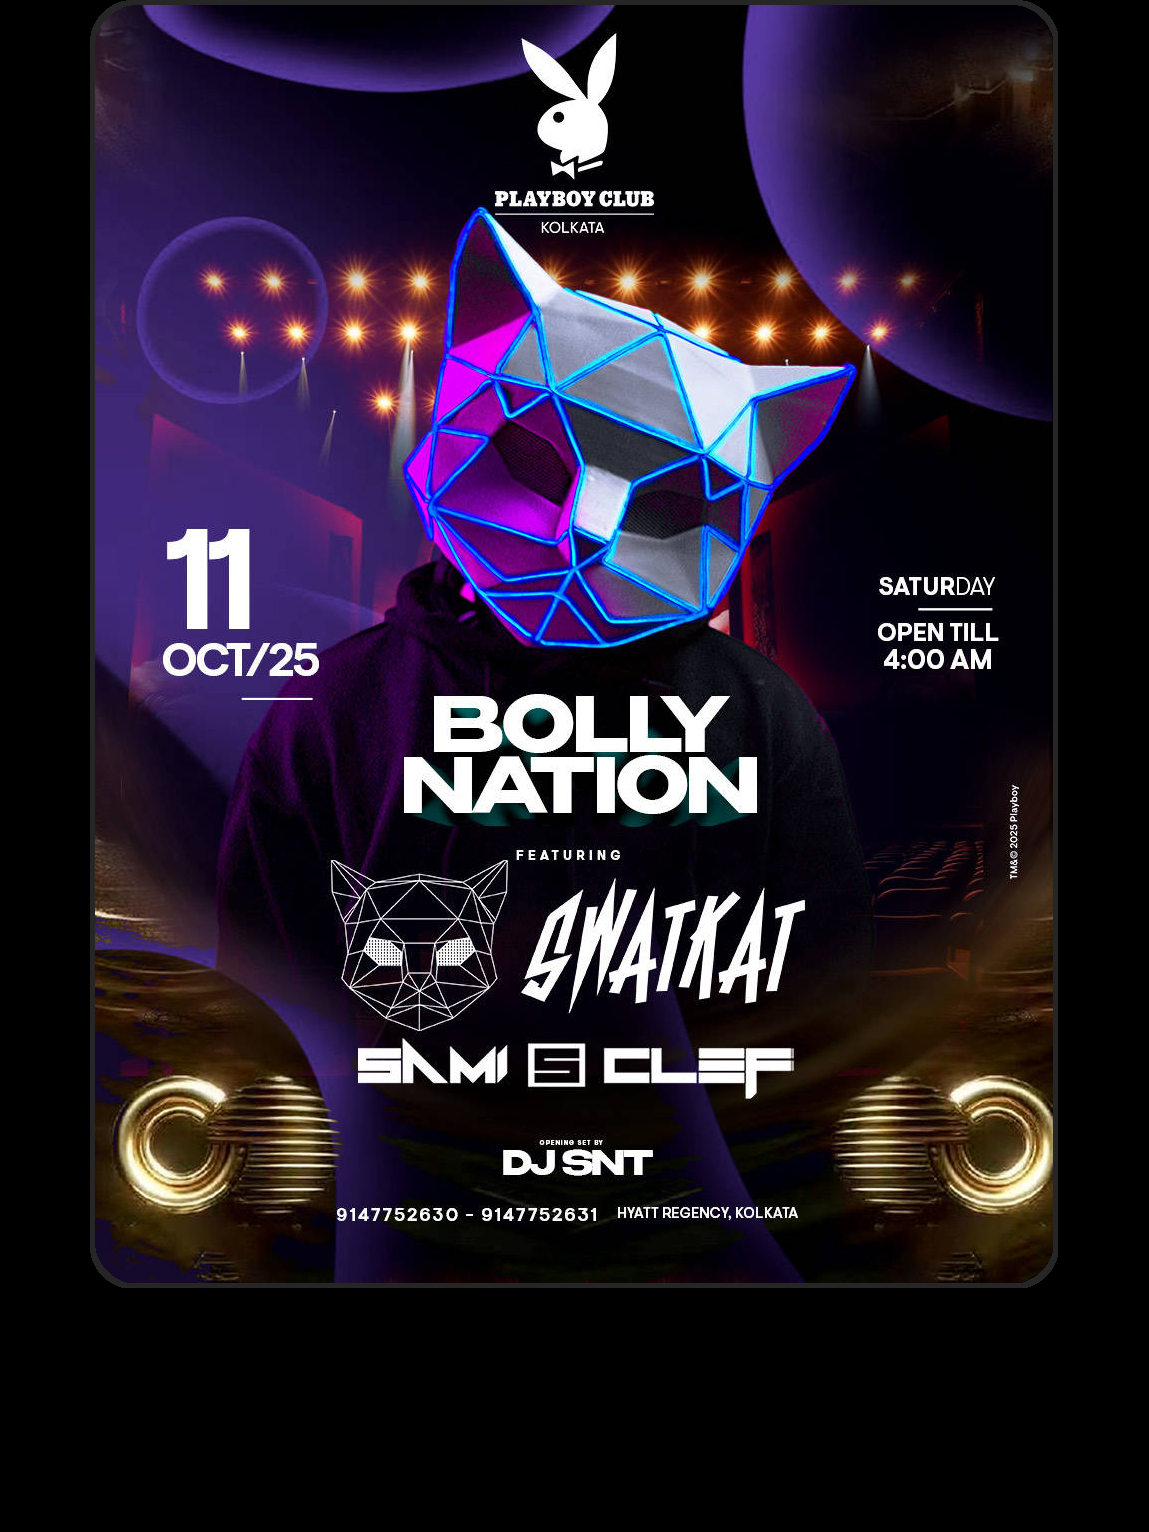 PLAYBOY CLUB
KOLKATA
11
OCT/25
SATURDAY
OPEN TILL
4:00 AM
BOLLY
NATION
TM&© 2025 Playboy
FEATURING
SWATKAT
SAMI S CLEF
OPENING SET BY
DJ SNT
9147752630 - 9147752631 HYATT REGENCY, KOLKATA